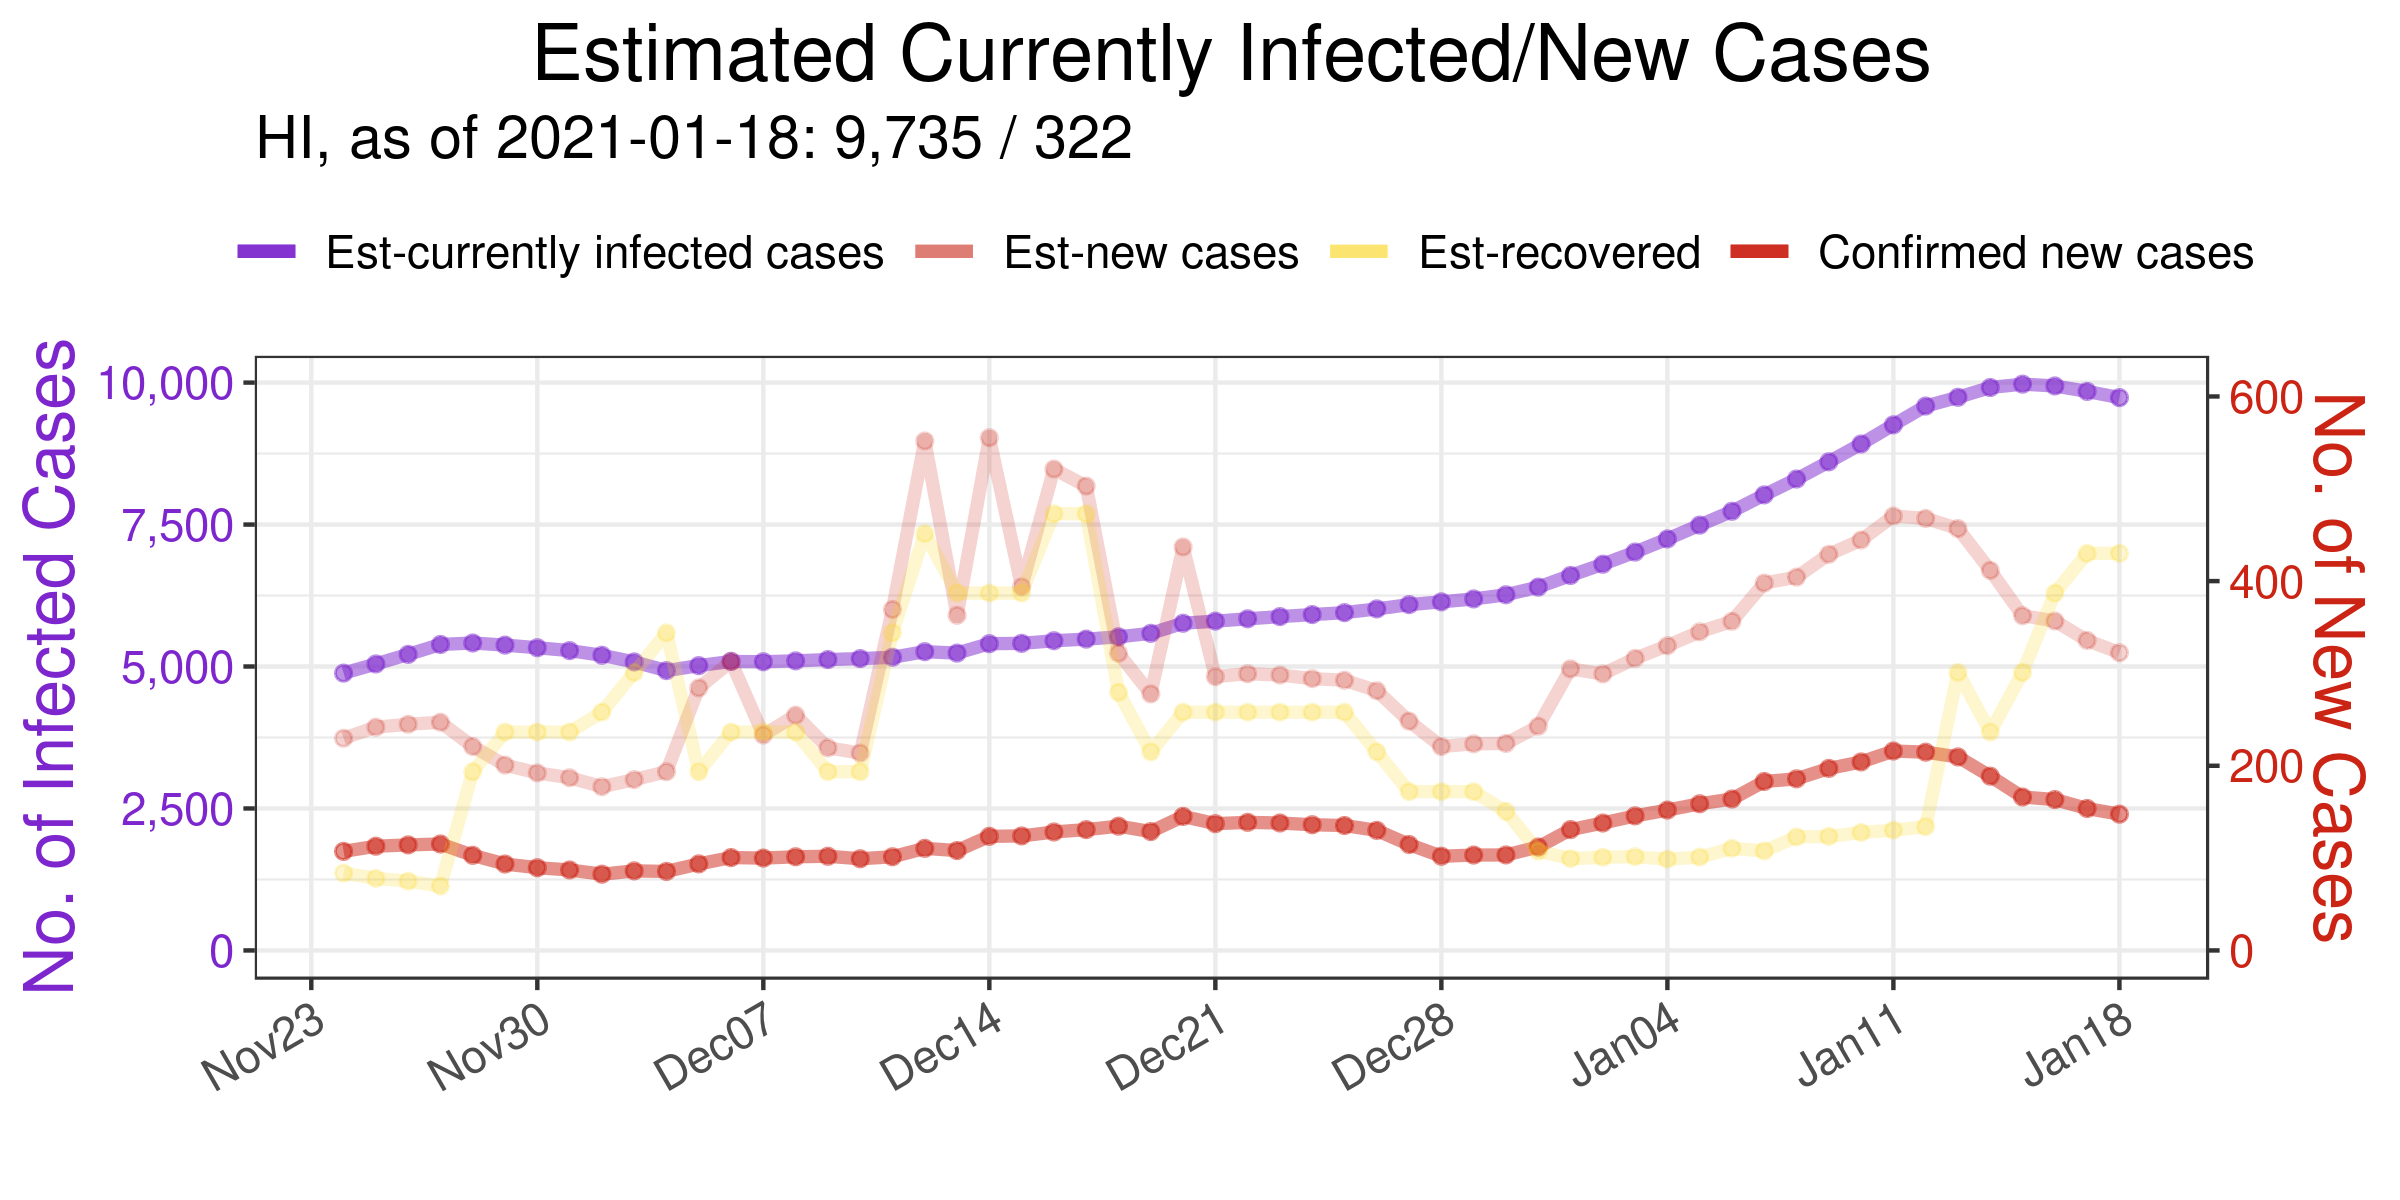 Estimated Currently Infected/New Cases
HI, as of 2021-01-18: 9,735 / 322
Est-currently infected cases Est-new cases Est-recovered Confirmed new cases
No. of Infected Cases
10,000
7,500
5,000
2,500
0
600
400
200
0
No. of New Cases
Nov23 Nov30 Dec07 Dec14 Dec21 Dec28 Jan04 Jan11 Jan18